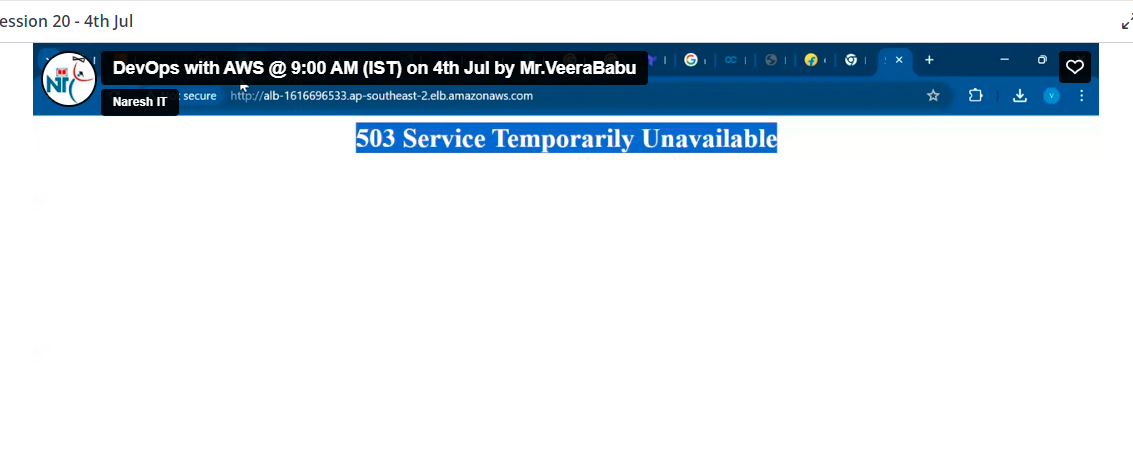 ession 20 - 4th Jul
DevOps with AWS @ 9:00 AM (IST) on 4th Jul by Mr.VeeraBabu
Naresh IT
secure http://alb-1616696533.ap-southeast-2.elb.amazonaws.com
503 Service Temporarily Unavailable